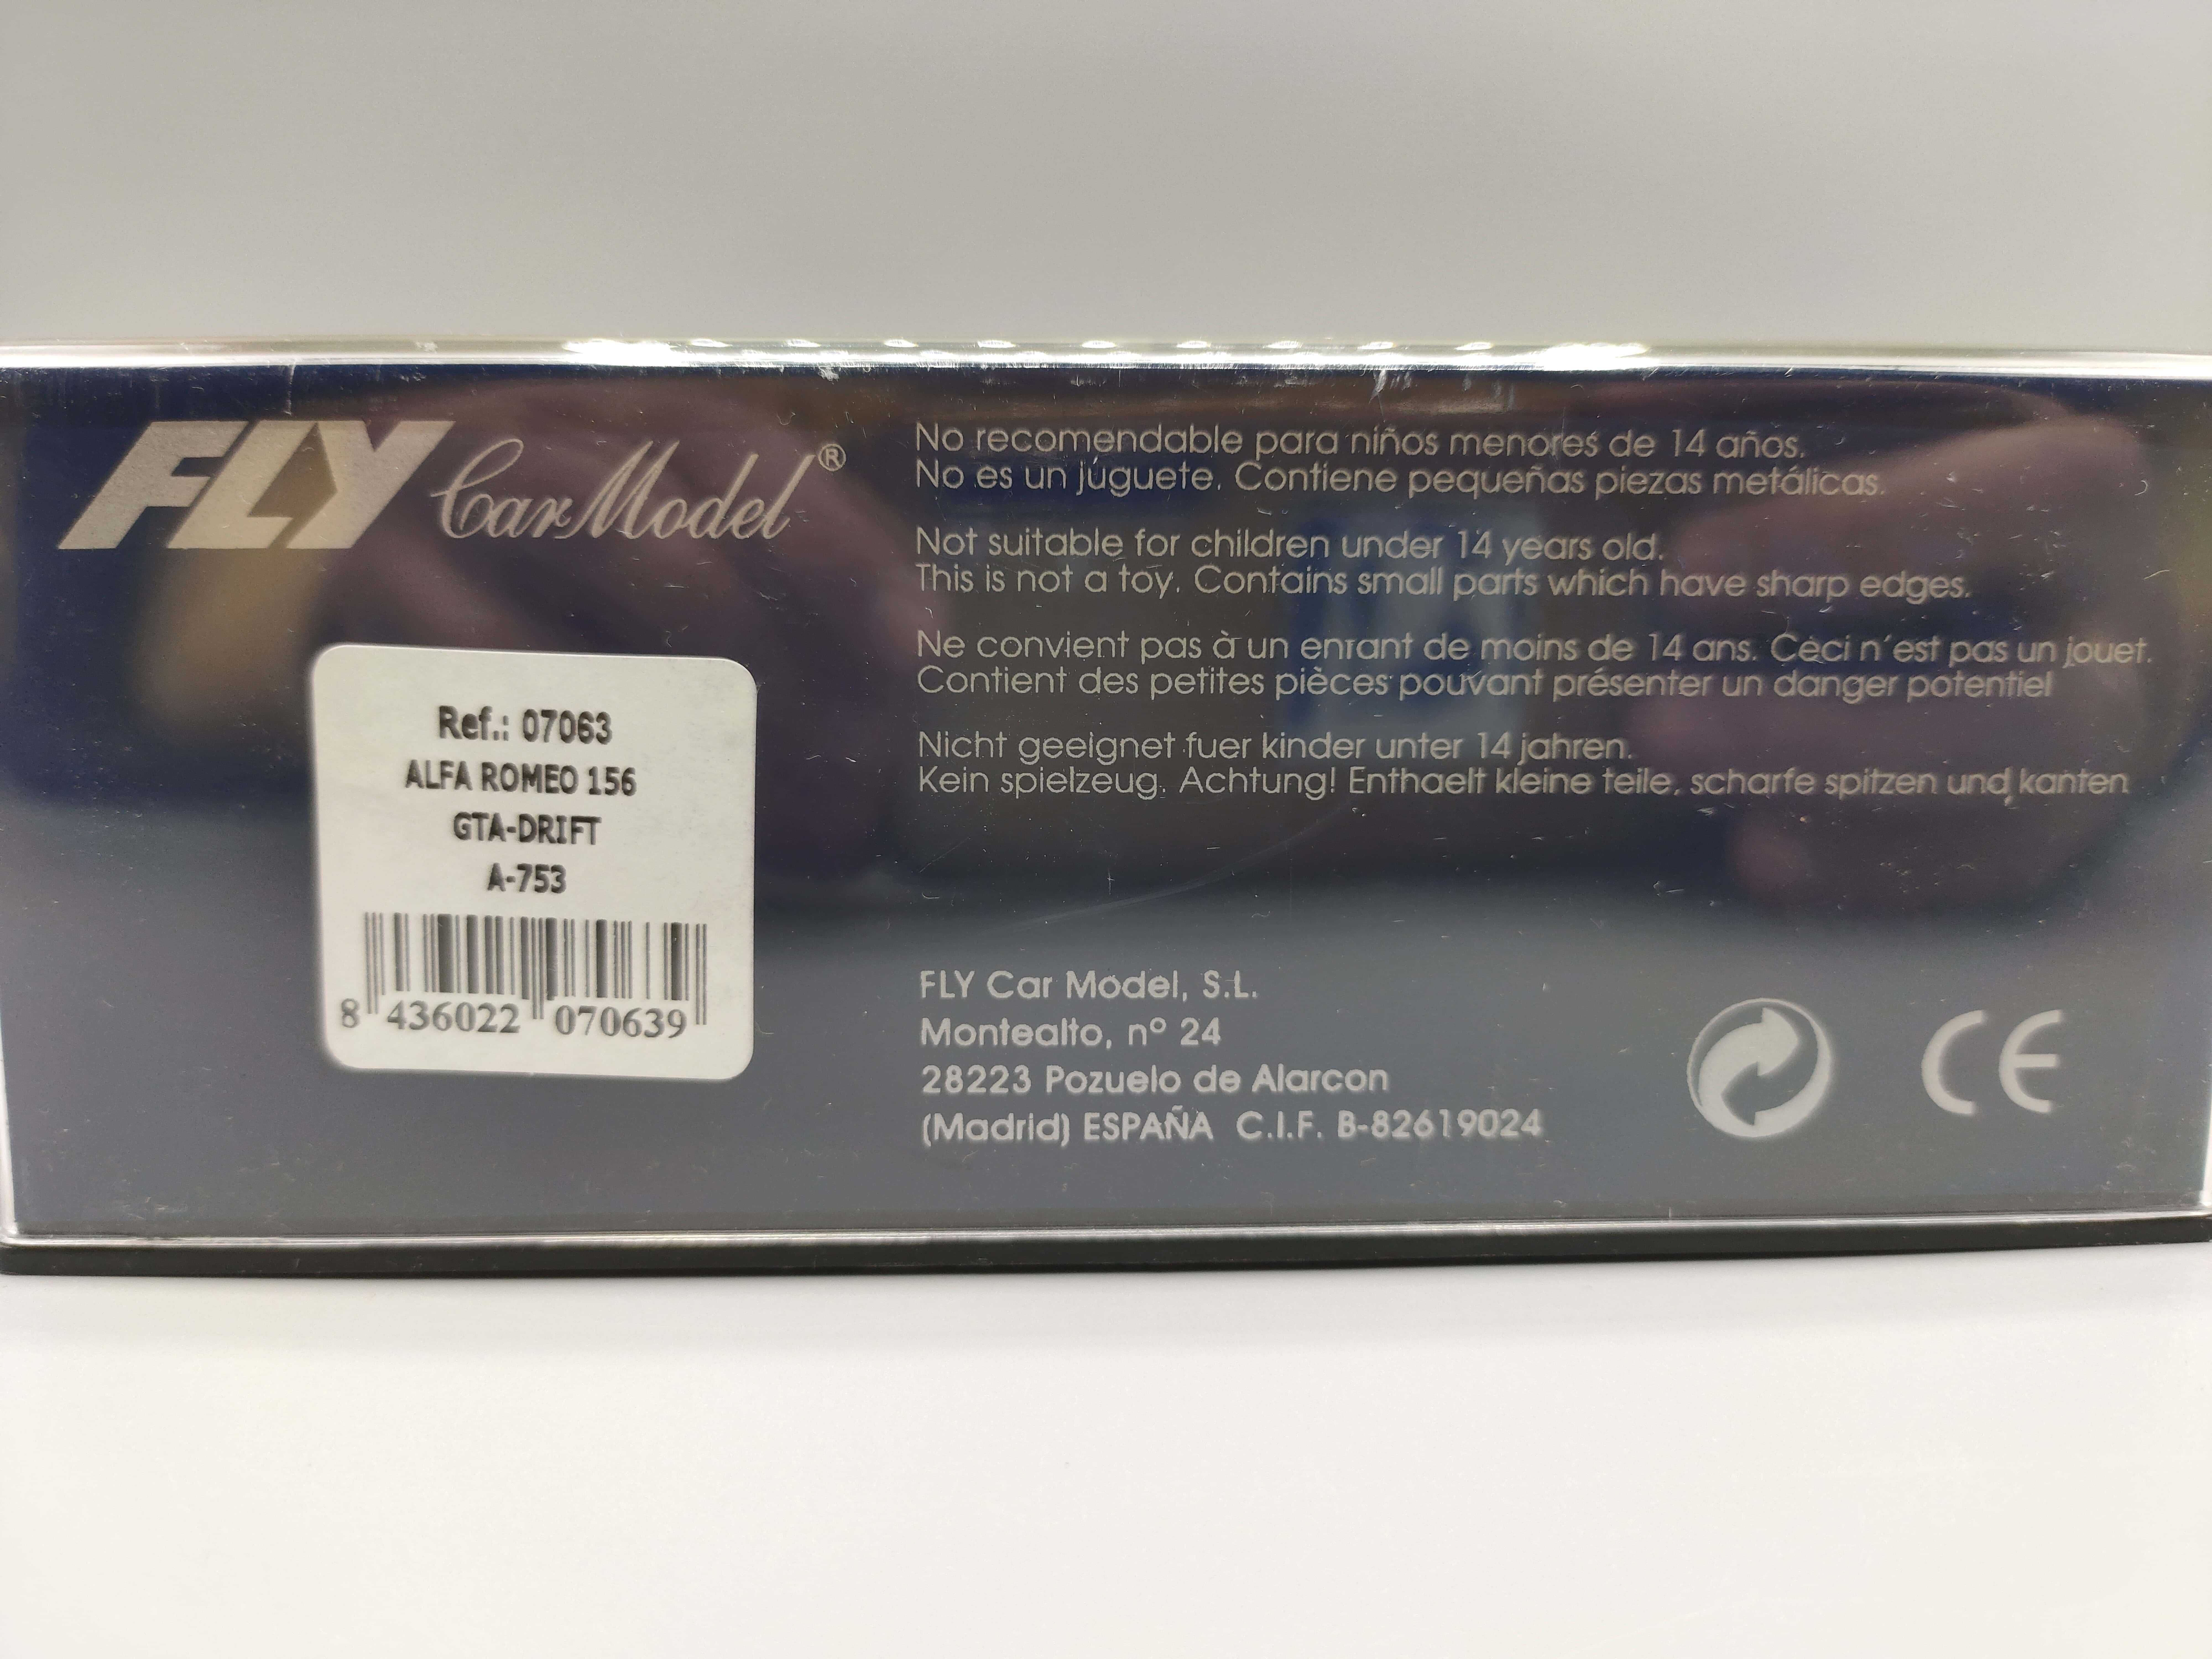 FLY Car Model®
No recomendable para niños menores de 14 años.
No es un juguete. Contiene pequeñas piezas metálicas.
Not suitable for children under 14 years old.
This is not a toy. Contains small parts which have sharp edges.
Ne convient pas à un enfant de moins de 14 ans. Ceci n'est pas un jouet.
Contient des petites pièces pouvant présenter un danger potentiel
Nicht geeignet fuer kinder unter 14 jahren.
Kein spielzeug. Achtung! Enthaelt kleine teile, scharfe spitzen und kanten
Ref.: 07063
ALFA ROMEO 156
GTA-DRIFT
A-753
8 436022 070639
FLY Car Model, S.L.
Montealto, nº 24
28223 Pozuelo de Alarcon
(Madrid) ESPAÑA C.I.F. B-82619024
CE